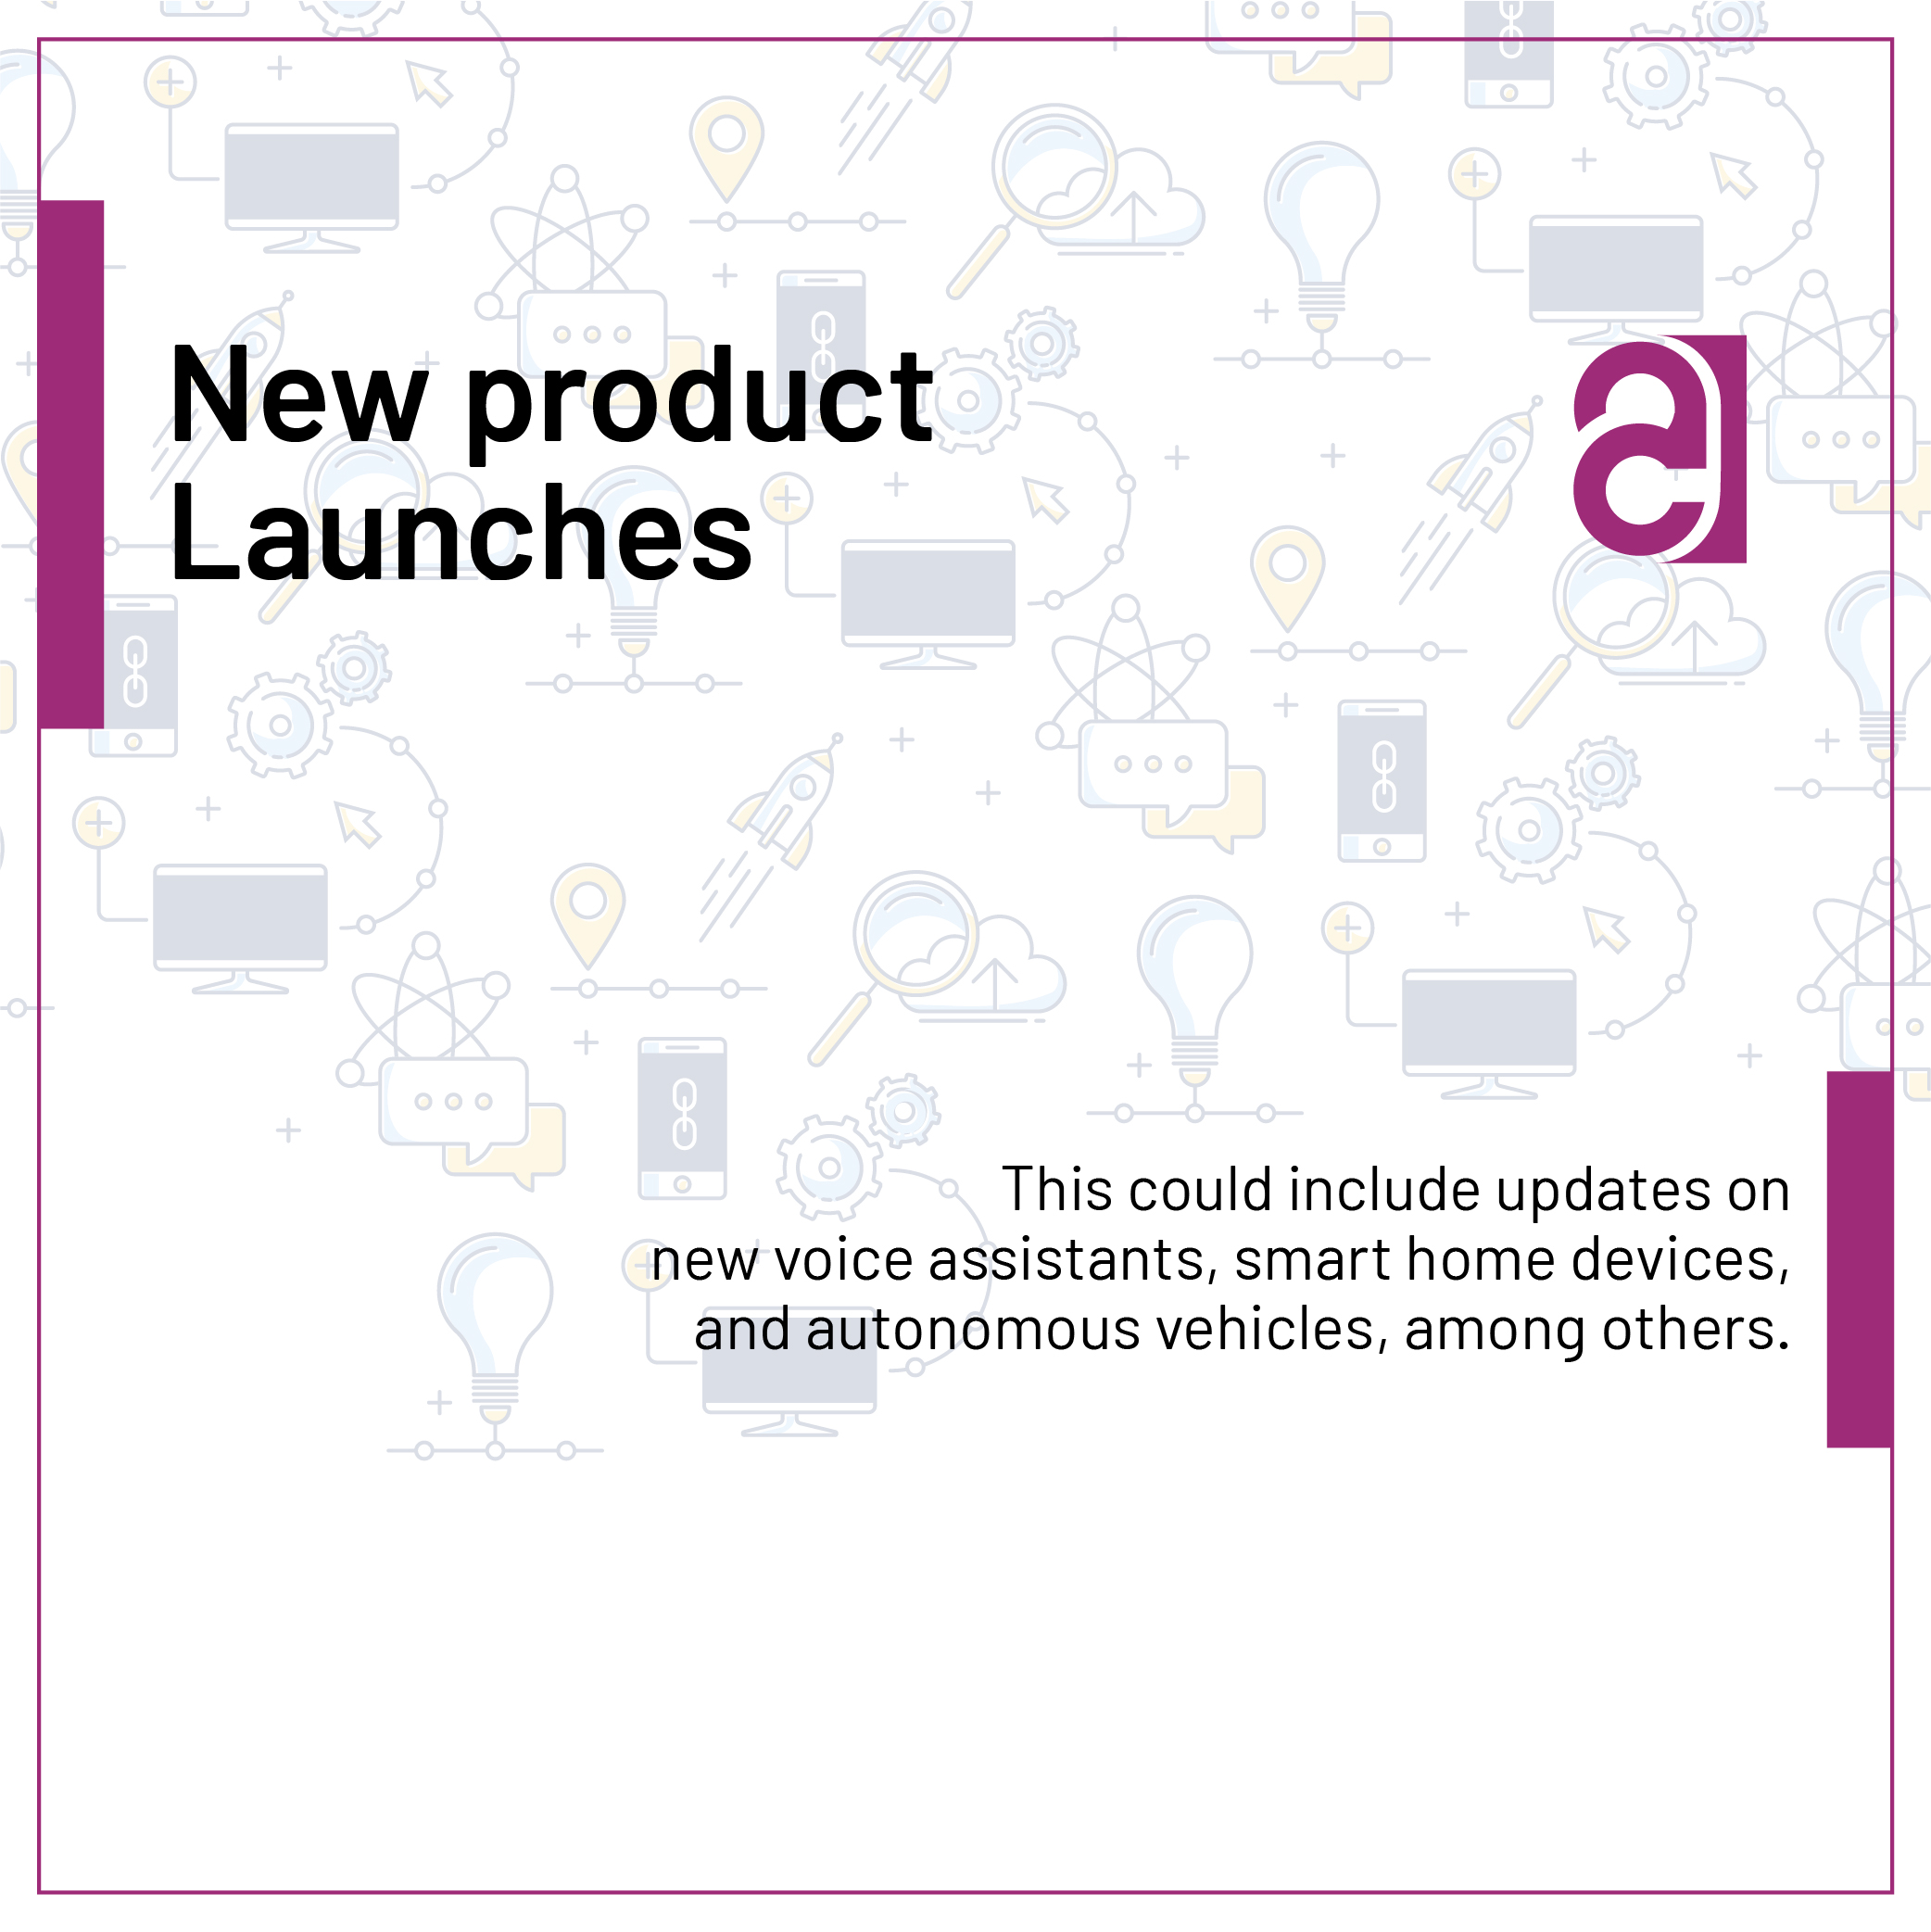 New product
Launches
This could include updates on
new voice assistants, smart home devices,
and autonomous vehicles, among others.